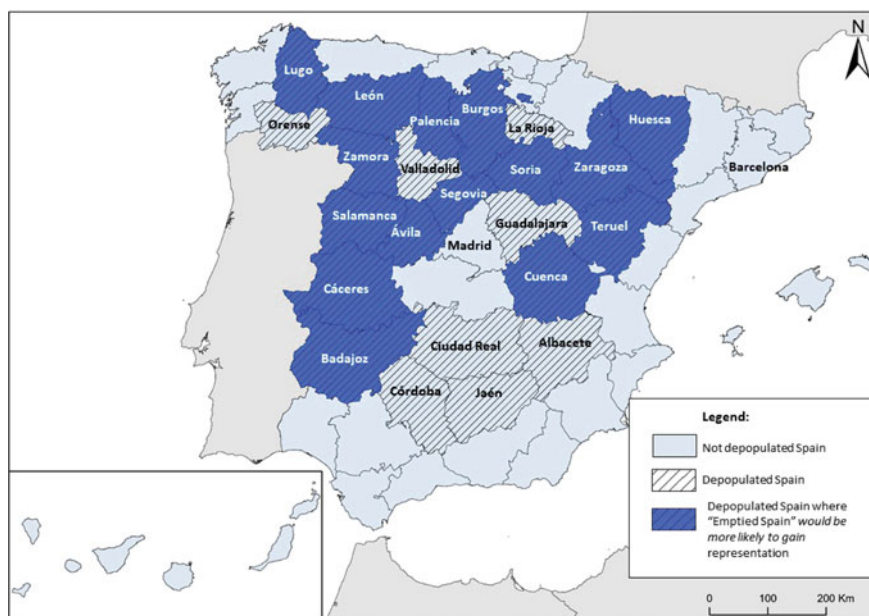 N
Lugo
León
Burgos
Huesca
Palencia
Orense
La Rioja
Barcelona
Zamora
Valladolid
Soria
Zaragoza
Segovia
Salamanca
Guadalajara
Teruel
Ávila
Madrid
Cuenca
Cáceres
Badajoz
Ciudad Real
Albacete
Córdoba
Jaén
Legend:
Not depopulated Spain
Depopulated Spain
Depopulated Spain where
“Emptied Spain” would be
more likely to gain
representation
0 100 200 Km